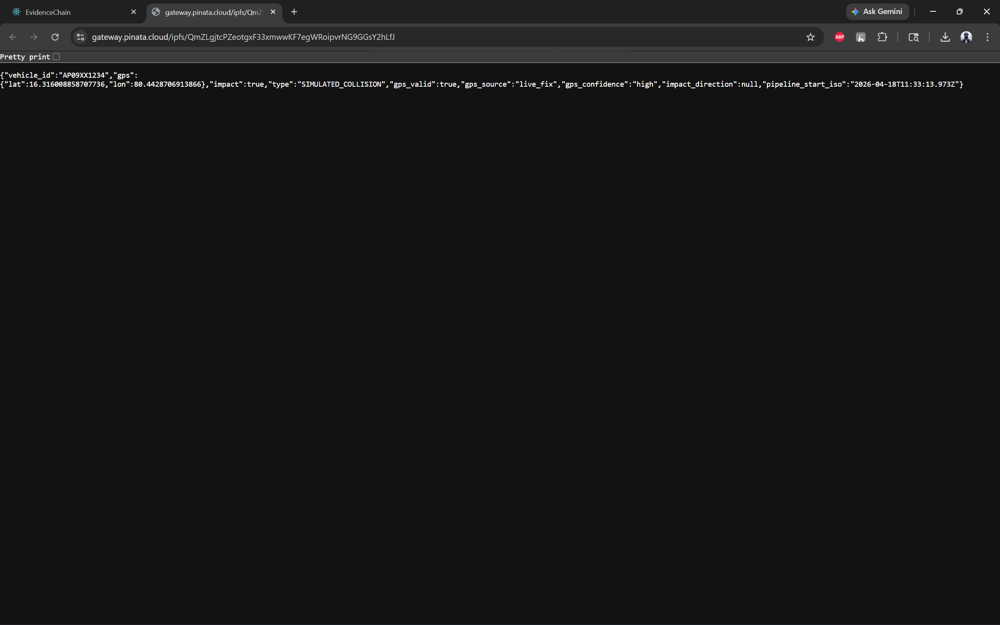 EvidenceChain
gateway.pinata.cloud/ipfs/QmZ
Ask Gemini
gateway.pinata.cloud/ipfs/QmZLgjtcPZeotgxF33xmwwKF7egWRoipvrNG9GGsY2hLfJ
ABP
Pretty print
{"vehicle_id":"AP09XX1234","gps":
{"lat":16.316008858707736,"lon":80.4428706913866},"impact":true,"type":"SIMULATED_COLLISION","gps_valid":true,"gps_source":"live_fix","gps_confidence":"high","impact_direction":null,"pipeline_start_iso":"2026-04-18T11:33:13.973Z"}